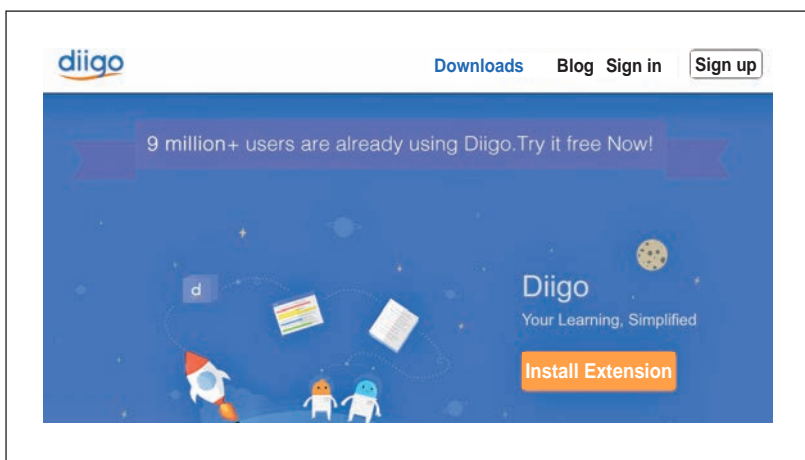 diigo
Downloads Blog Sign in Sign up
9 million+ users are already using Diigo.Try it free Now!
d
Diigo
Your Learning, Simplified
Install Extension